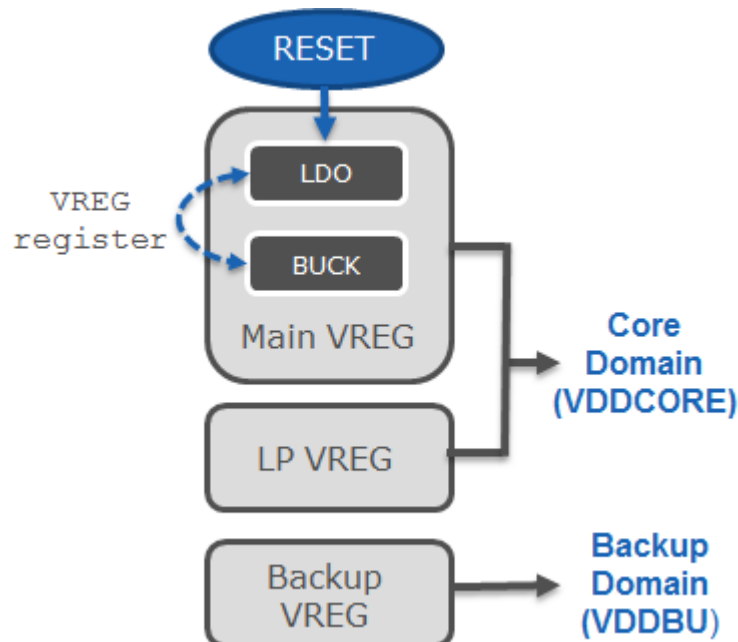 RESET
LDO
VREG
register
BUCK
Main VREG
Core
Domain
(VDDCORE)
LP VREG
Backup
VREG
Backup
Domain
(VDDBU)